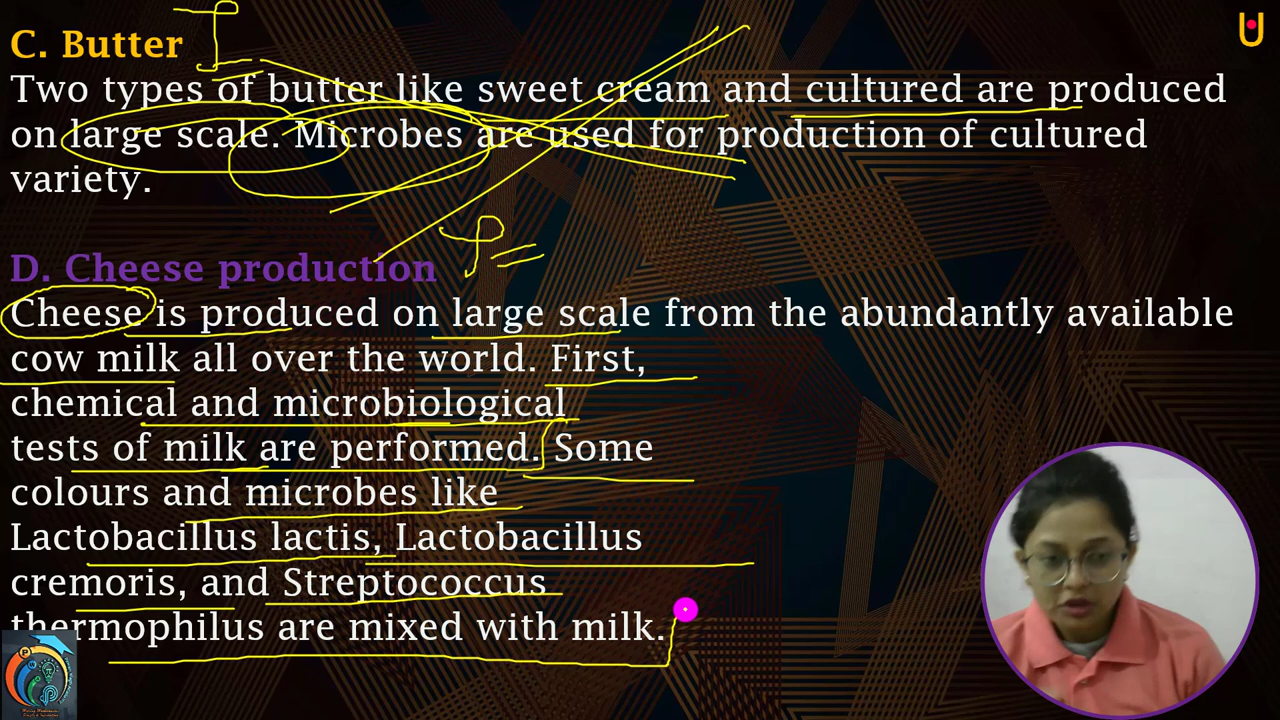 C. Butter
Two types of butter like sweet cream and cultured are produced
on large scale. Microbes are used for production of cultured
variety.
D. Cheese production
Cheese is produced on large scale from the abundantly available
cow milk all over the world. First,
chemical and microbiological
tests of milk are performed. Some
colours and microbes like
Lactobacillus lactis, Lactobacillus
cremoris, and Streptococcus
thermophilus are mixed with milk.